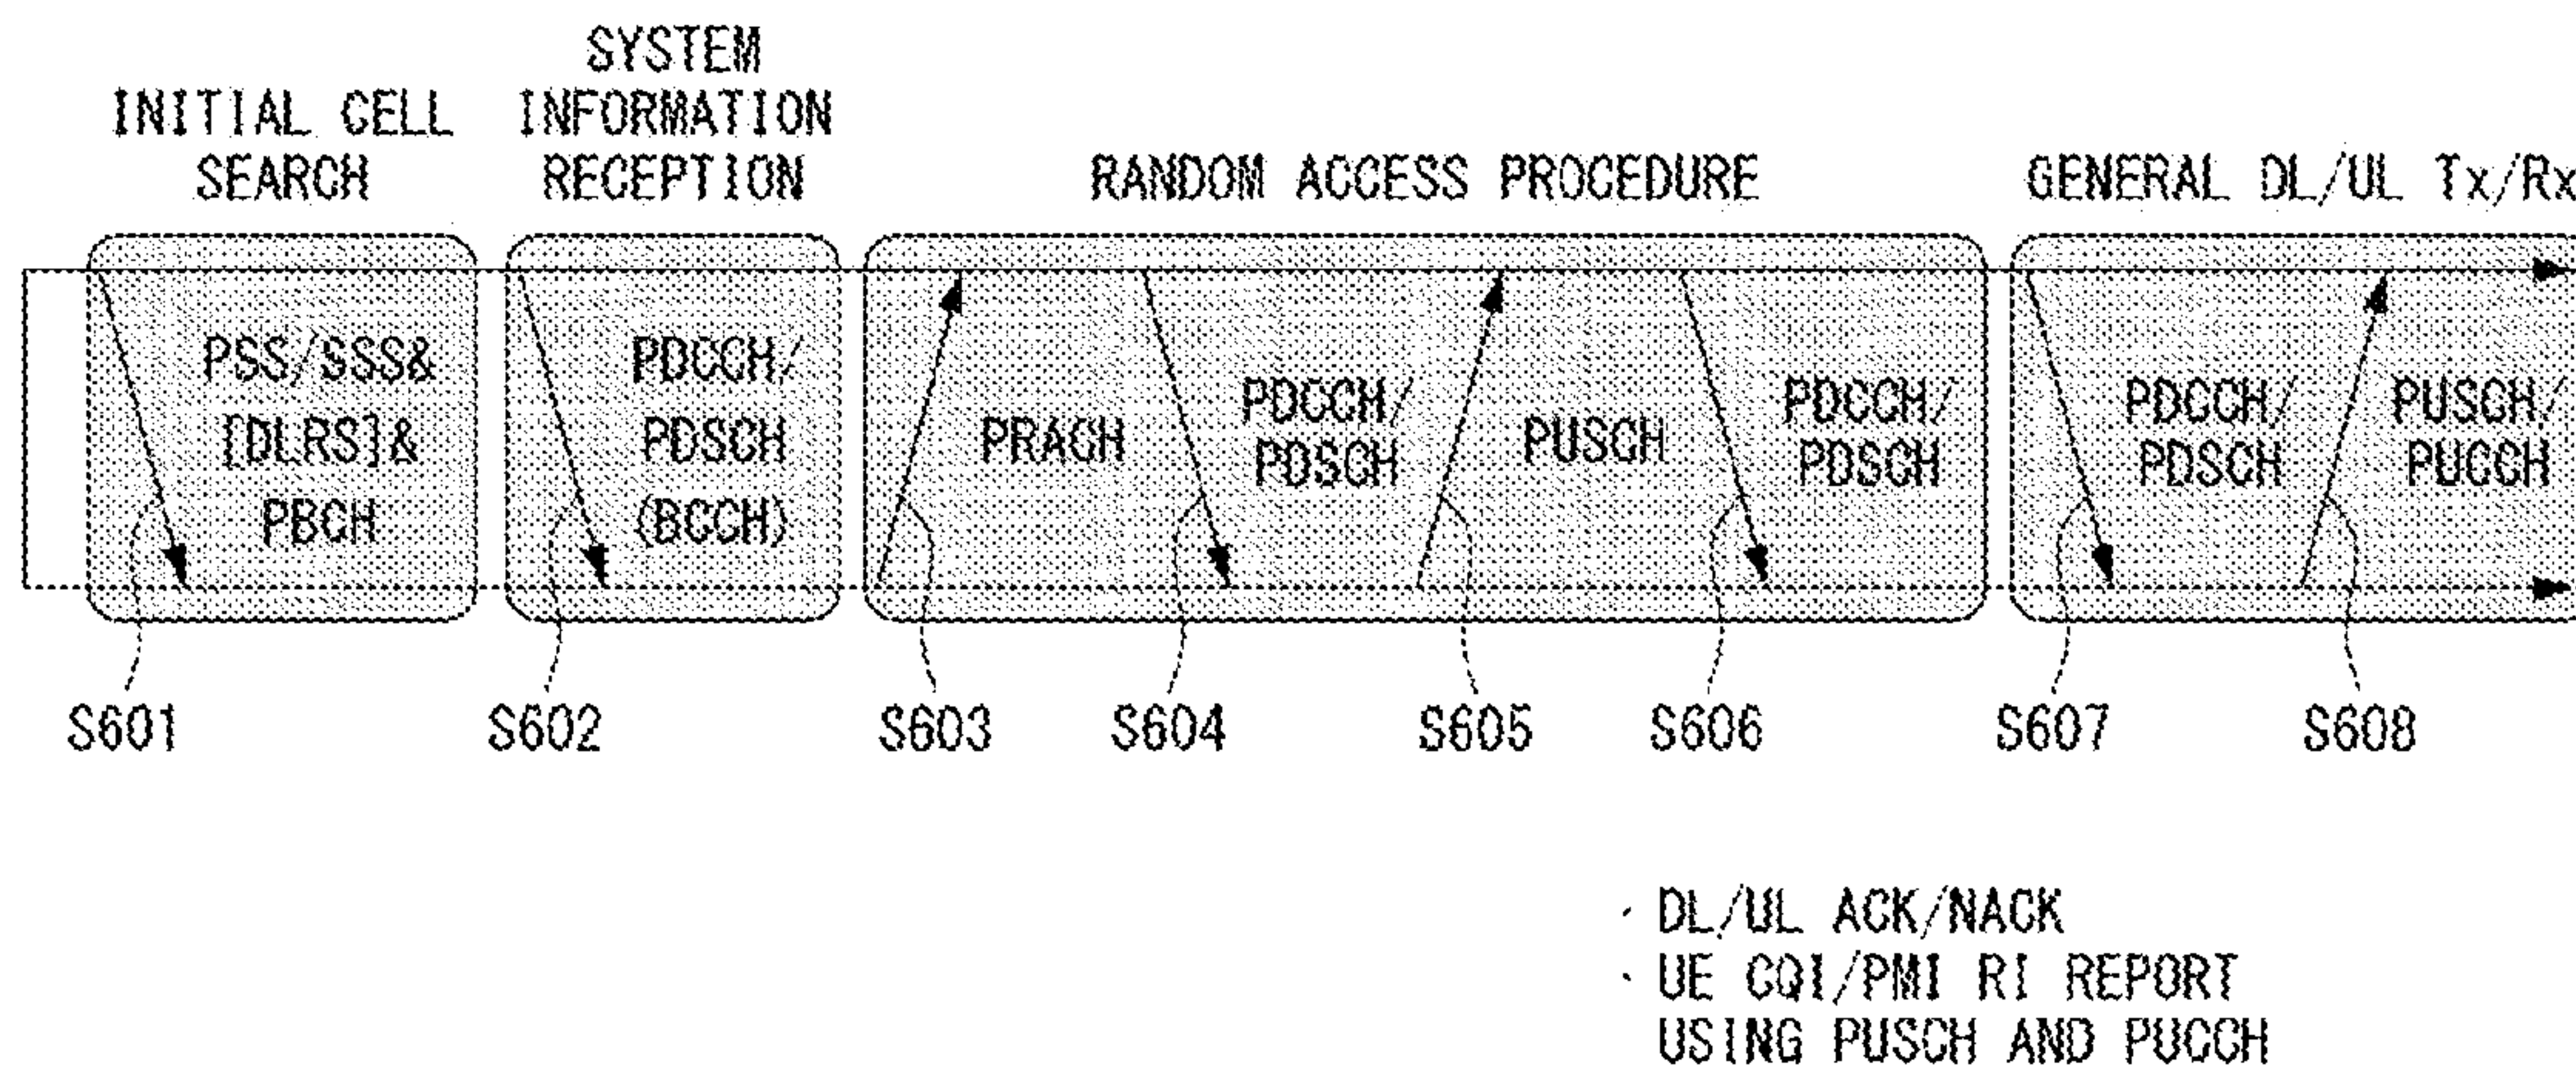 INITIAL CELL
SEARCH
SYSTEM
INFORMATION
RECEPTION
RANDOM ACCESS PROCEDURE
GENERAL DL/UL Tx/Rx
PSS/SSS&
[DLRS]&
PBCH
PDCCH/
PDSCH
(BCCH)
PRACH
PDCCH/
PDSCH
PUSCH
PDCCH/
PDSCH
PDCCH/
PDSCH
PUSCH/
PUCCH
S601
S602
S603
S604
S605
S606
S607
S608
· DL/UL ACK/NACK
· UE CQI/PMI RI REPORT
USING PUSCH AND PUCCH